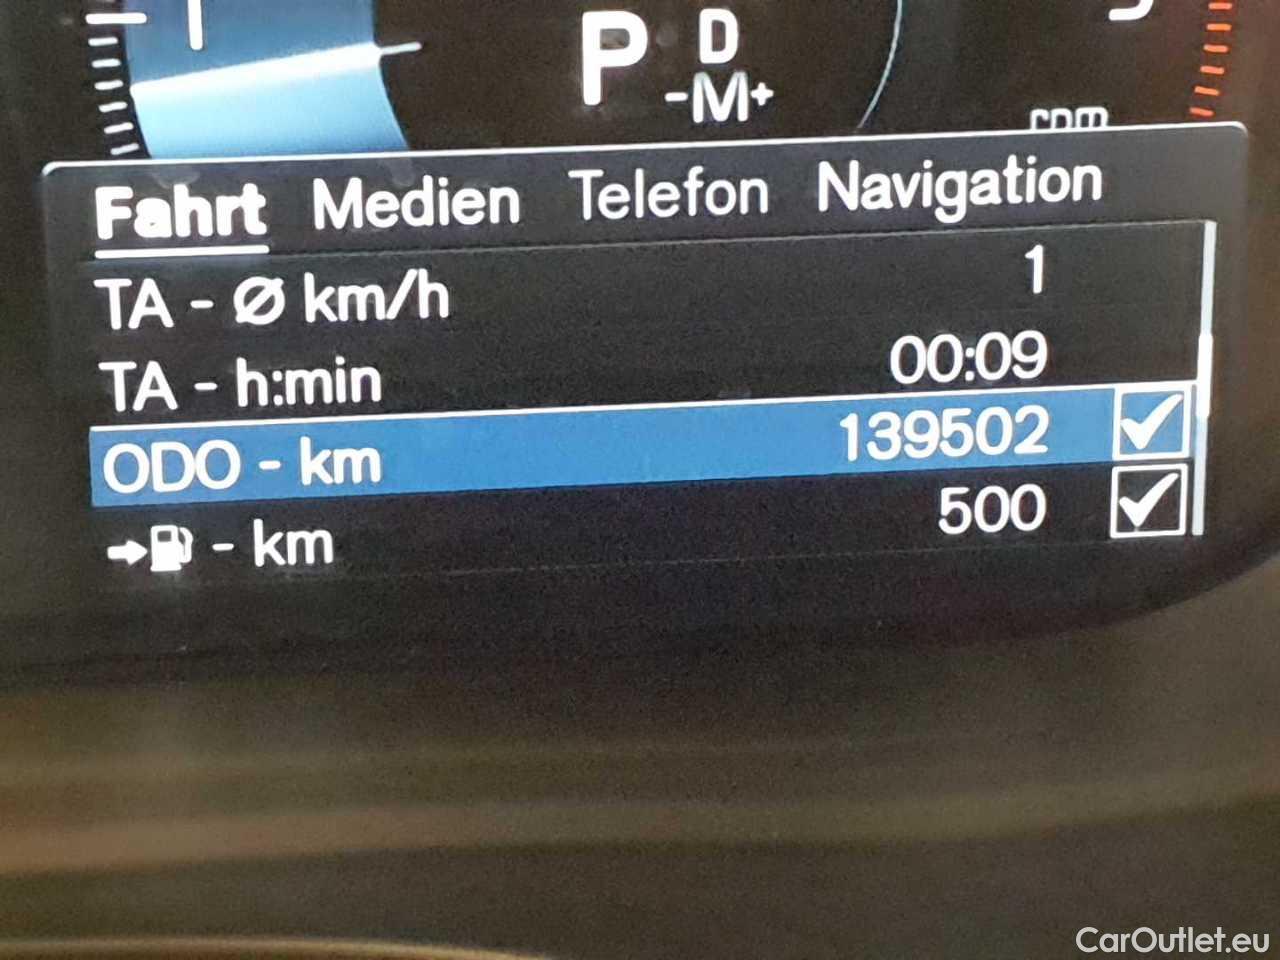 P D
-M+
rpm
Fahrt Medien Telefon Navigation
TA - Ø km/h 1
TA - h:min 00:09
ODO - km 139502
- km 500
CarOutlet.eu